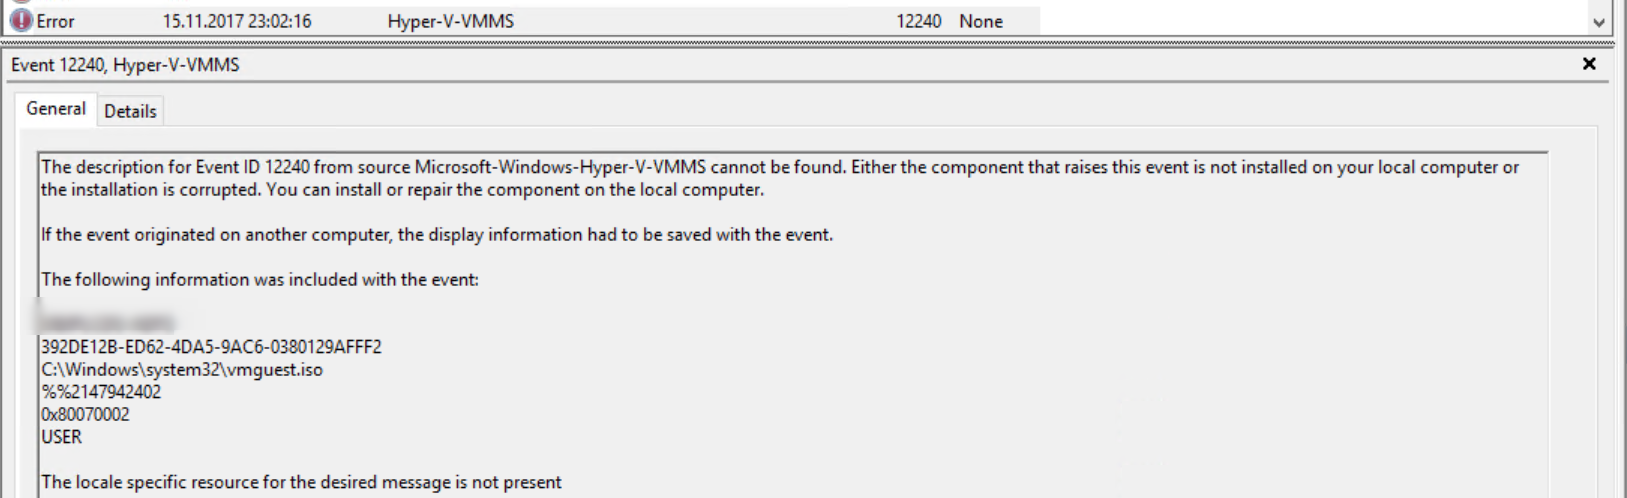 Error 15.11.2017 23:02:16 Hyper-V-VMMS 12240 None
Event 12240, Hyper-V-VMMS
General Details
The description for Event ID 12240 from source Microsoft-Windows-Hyper-V-VMMS cannot be found. Either the component that raises this event is not installed on your local computer or
the installation is corrupted. You can install or repair the component on the local computer.
If the event originated on another computer, the display information had to be saved with the event.
The following information was included with the event:
392DE12B-ED62-4DA5-9AC6-0380129AFFF2
C:\Windows\system32\vmguest.iso
%%2147942402
0x80070002
USER
The locale specific resource for the desired message is not present